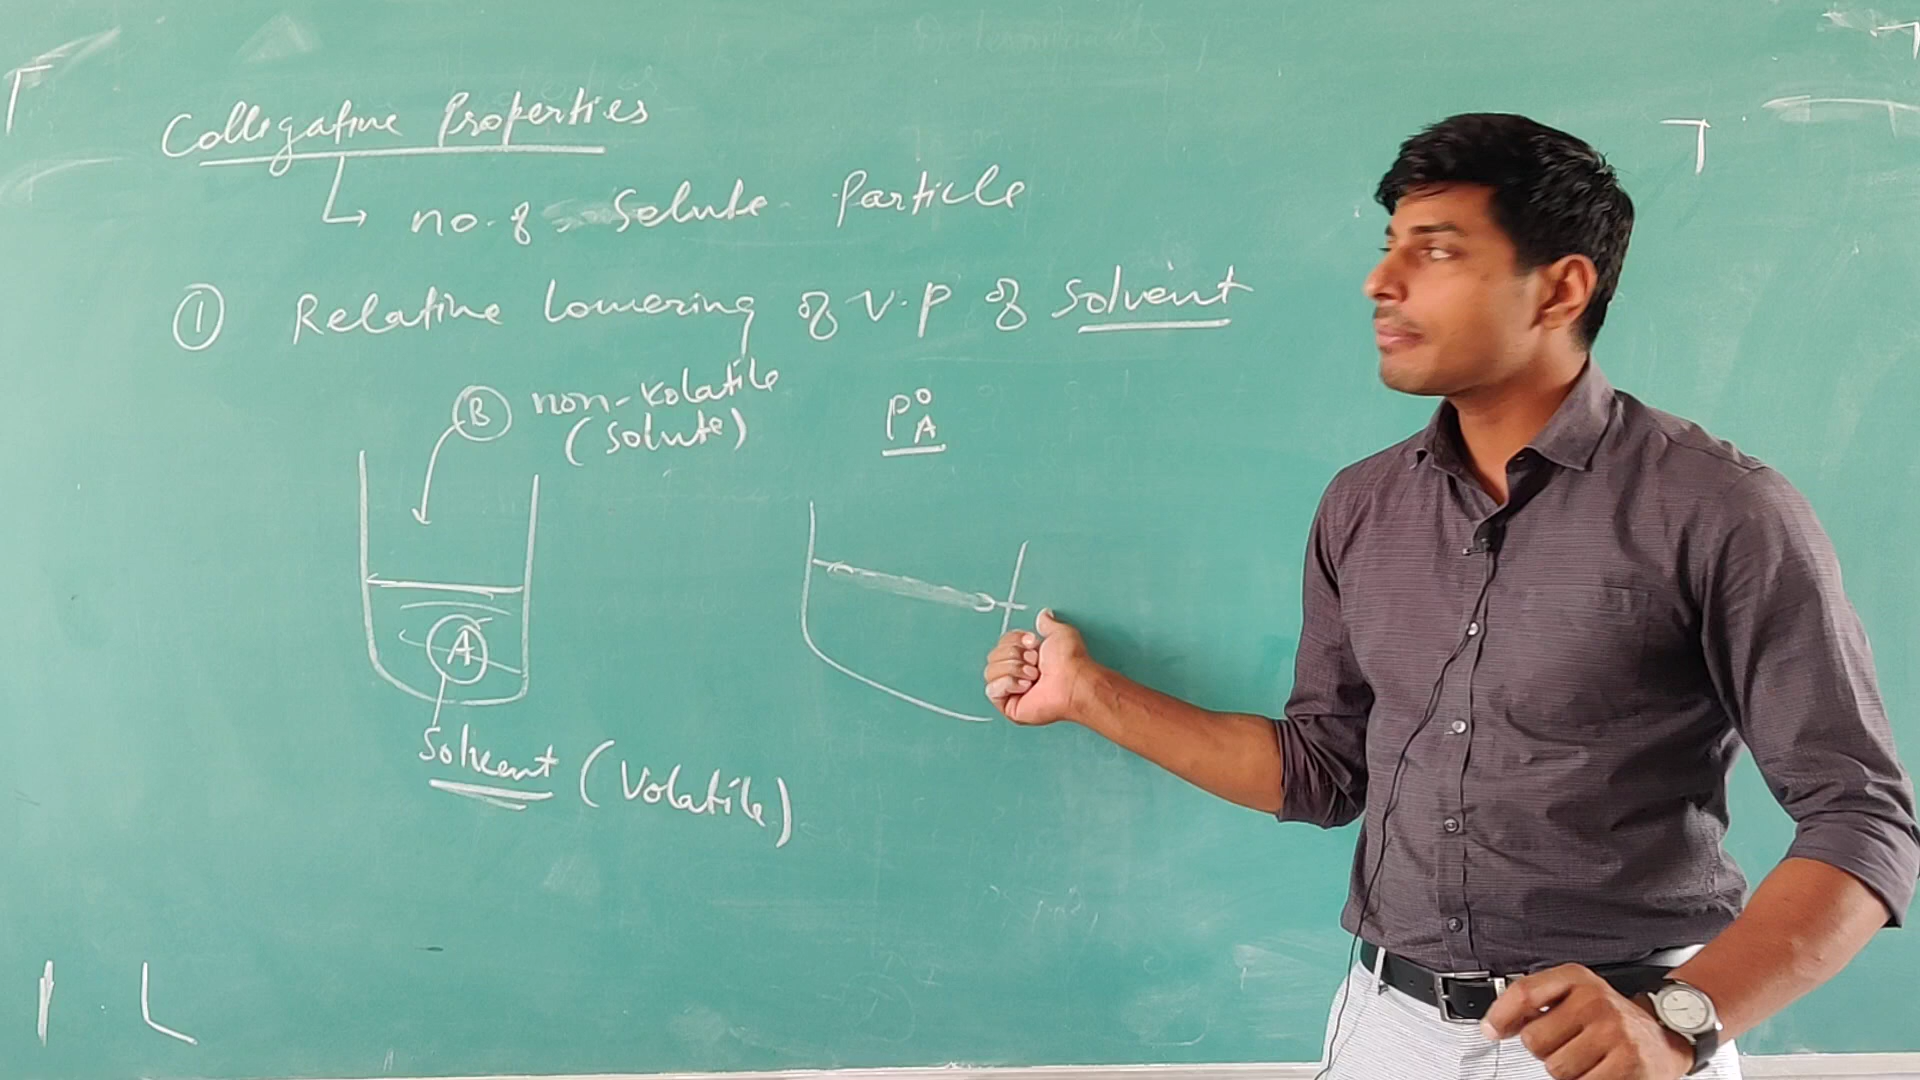 Colligative Properties
↳ no. of Solute Particle
① Relative Lowering of V.P of Solvent
B non-volatile
(Solute)
P°A
A
Solvent (Volatile)